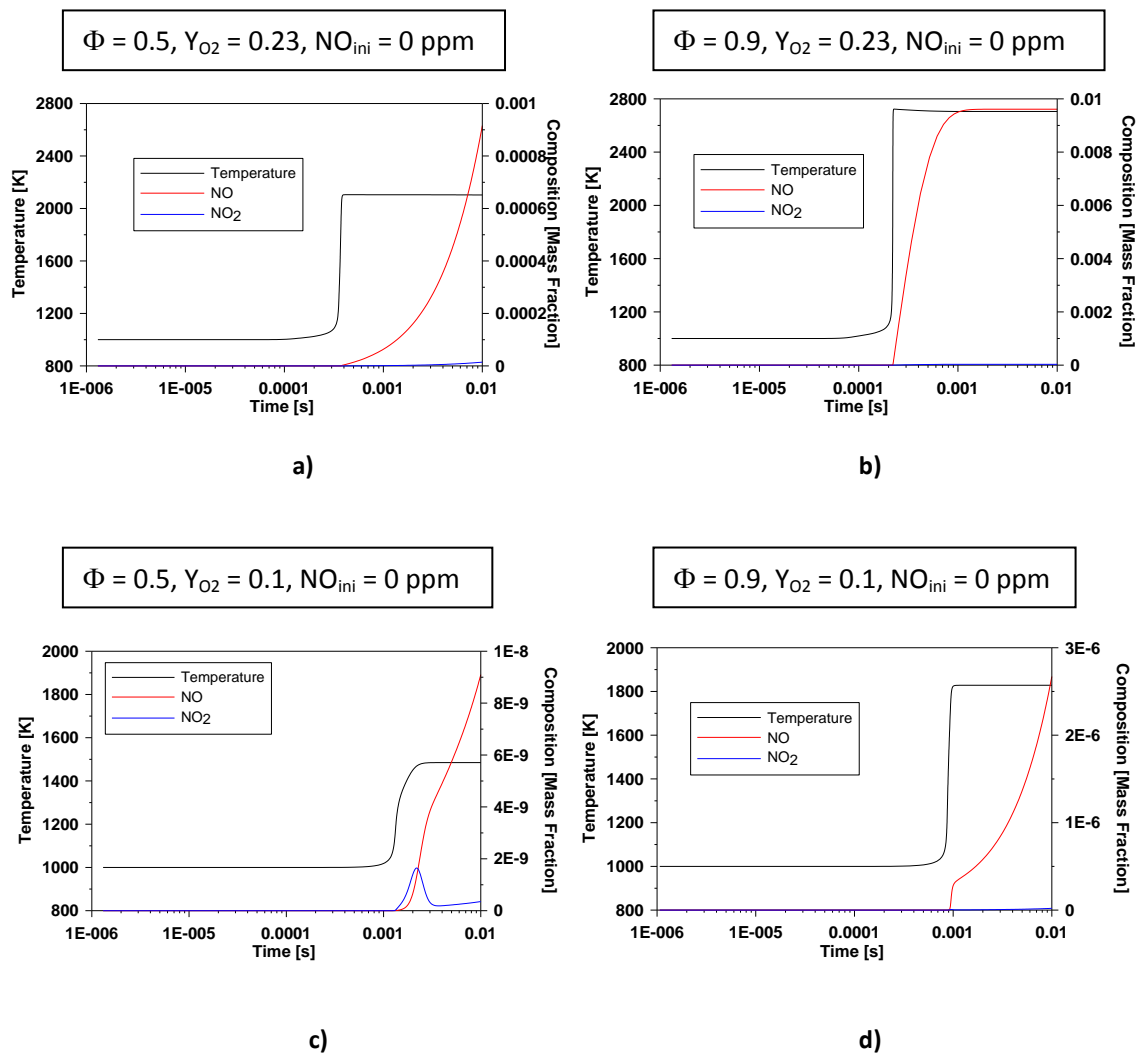 Φ = 0.5, Y_O2 = 0.23, NO_ini = 0 ppm
2800
2400
2000
1600
1200
800
Temperature [K]
0.001
0.0008
0.0006
0.0004
0.0002
0
Composition [Mass Fraction]
Temperature
NO
NO2
1E-006
1E-005
0.0001
0.001
0.01
Time [s]
a)
Φ = 0.9, Y_O2 = 0.23, NO_ini = 0 ppm
2800
2400
2000
1600
1200
800
Temperature [K]
0.01
0.008
0.006
0.004
0.002
0
Composition [Mass Fraction]
Temperature
NO
NO2
1E-006
1E-005
0.0001
0.001
0.01
Time [s]
b)
Φ = 0.5, Y_O2 = 0.1, NO_ini = 0 ppm
2000
1800
1600
1400
1200
1000
800
Temperature [K]
1E-8
8E-9
6E-9
4E-9
2E-9
0
Composition [Mass Fraction]
Temperature
NO
NO2
1E-006
1E-005
0.0001
0.001
0.01
Time [s]
c)
Φ = 0.9, Y_O2 = 0.1, NO_ini = 0 ppm
2000
1800
1600
1400
1200
1000
800
Temperature [K]
3E-6
2E-6
1E-6
0
Composition [Mass Fraction]
Temperature
NO
NO2
1E-006
1E-005
0.0001
0.001
0.01
Time [s]
d)